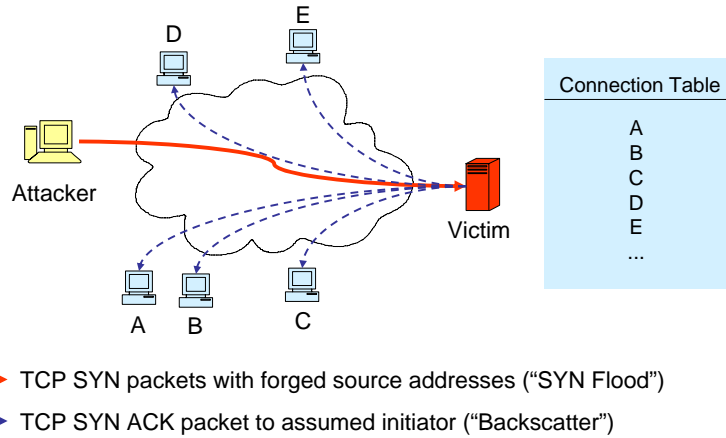 E
D
Connection Table
A
B
C
D
E
...
Attacker
Victim
A
B
C
TCP SYN packets with forged source addresses (“SYN Flood”)
TCP SYN ACK packet to assumed initiator (“Backscatter”)